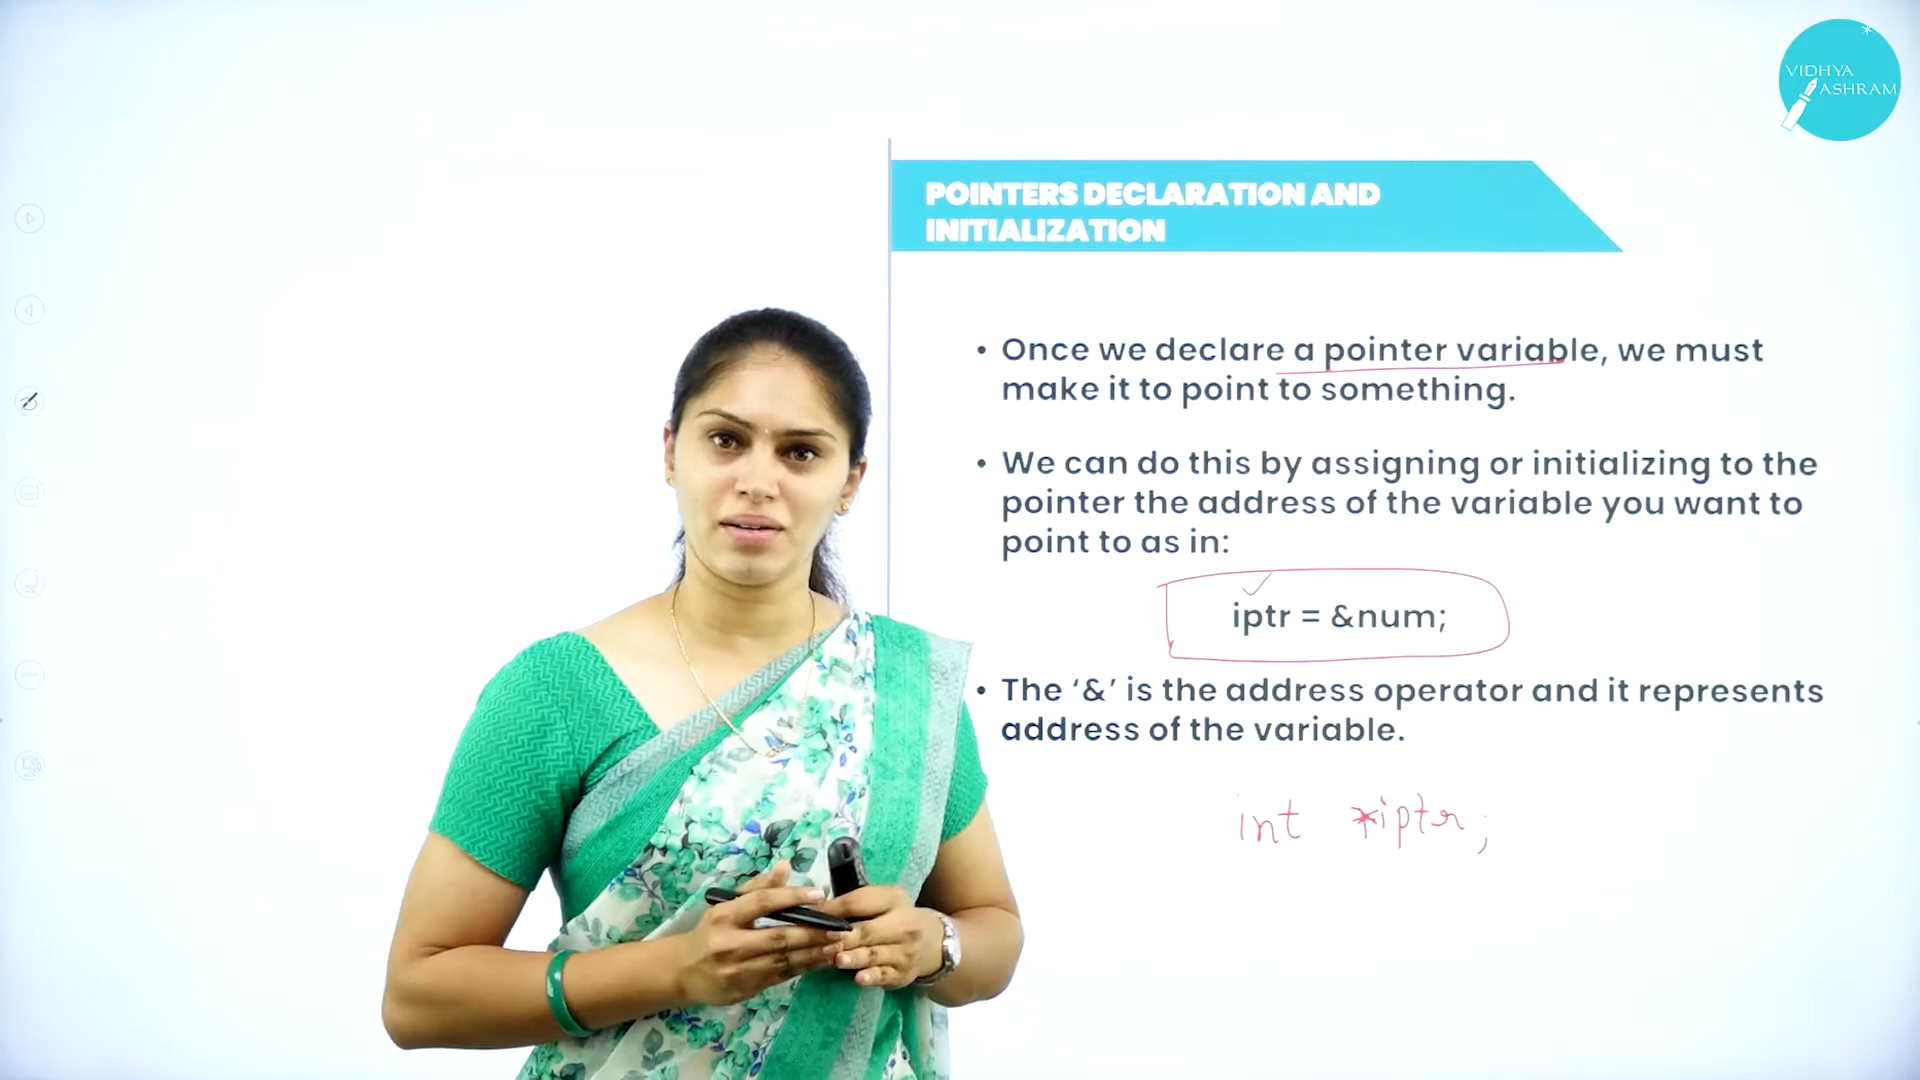 VIDHYA
ASHRAM
POINTERS DECLARATION AND
INITIALIZATION
• Once we declare a pointer variable, we must
make it to point to something.
• We can do this by assigning or initializing to the
pointer the address of the variable you want to
point to as in:
iptr = &num;
• The ‘&’ is the address operator and it represents
address of the variable.
int *iptr;